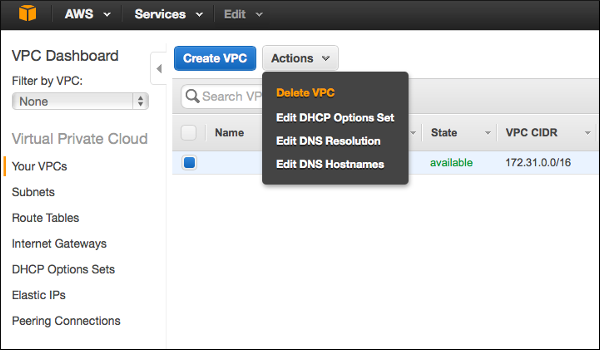 AWS Services Edit
VPC Dashboard
Filter by VPC:
None
Virtual Private Cloud
Your VPCs
Subnets
Route Tables
Internet Gateways
DHCP Options Sets
Elastic IPs
Peering Connections
Create VPC Actions
Delete VPC
Edit DHCP Options Set
Edit DNS Resolution
Edit DNS Hostnames
Search VP
Name State VPC CIDR
available 172.31.0.0/16